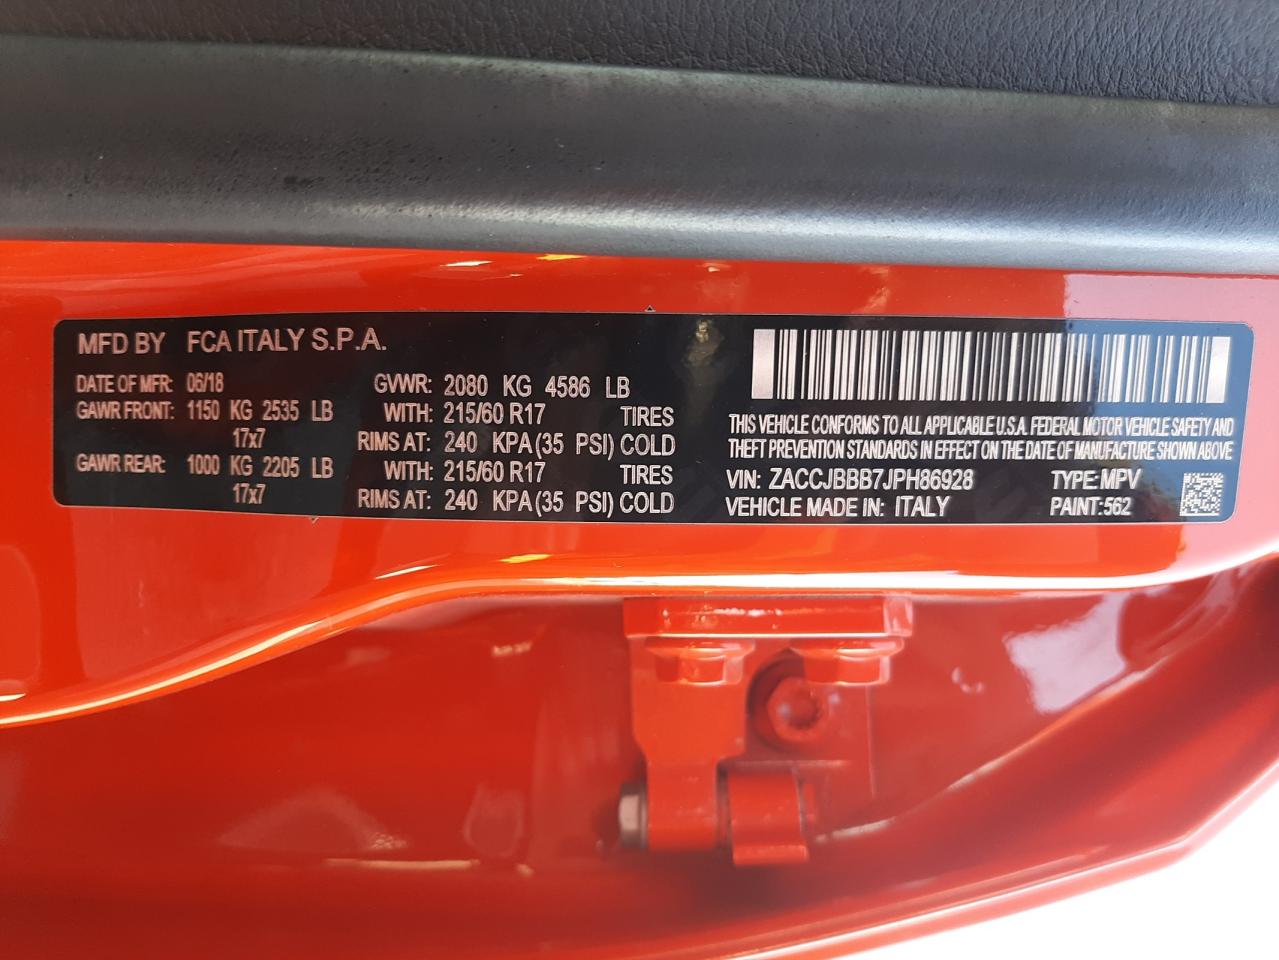 MFD BY FCA ITALY S.P.A.
DATE OF MFR: 06/18 GVWR: 2080 KG 4586 LB
GAWR FRONT: 1150 KG 2535 LB WITH: 215/60 R17 TIRES
17x7 RIMS AT: 240 KPA (35 PSI) COLD
GAWR REAR: 1000 KG 2205 LB WITH: 215/60 R17 TIRES
17x7 RIMS AT: 240 KPA (35 PSI) COLD
THIS VEHICLE CONFORMS TO ALL APPLICABLE U.S.A. FEDERAL MOTOR VEHICLE SAFETY AND
THEFT PREVENTION STANDARDS IN EFFECT ON THE DATE OF MANUFACTURE SHOWN ABOVE
VIN: ZACCJBBB7JPH86928 TYPE: MPV
VEHICLE MADE IN: ITALY PAINT: 562